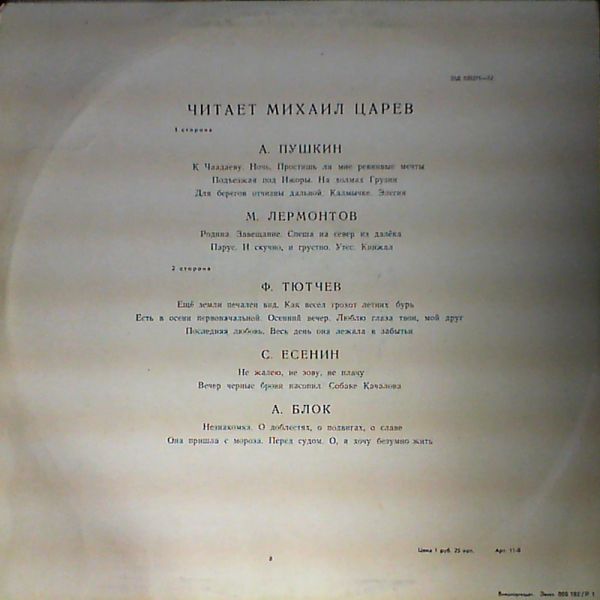 ЧИТАЕТ МИХАИЛ ЦАРЕВ
1 сторона
А. ПУШКИН
К Чаадаеву. Ночь. Простишь ли мне ревнивые мечты
Подъезжая под Ижоры. На холмах Грузии
Для берегов отчизны дальной. Калмычке. Элегия
М. ЛЕРМОНТОВ
Родина. Завещание. Спеша на север из далёка
Парус. И скучно, и грустно. Утес. Кинжал
2 сторона
Ф. ТЮТЧЕВ
Ещё земли печален вид. Как весел грохот летних бурь
Есть в осени первоначальной. Осенний вечер. Люблю глаза твои, мой друг
Последняя любовь. Весь день она лежала в забытьи
С. ЕСЕНИН
Не жалею, не зову, не плачу
Вечер черные брови насопил. Собаке Качалова
А. БЛОК
Незнакомка. О доблестях, о подвигах, о славе
Она пришла с мороза. Перед судом. О, я хочу безумно жить
Цена 1 руб. 25 коп. Арт. 11-8